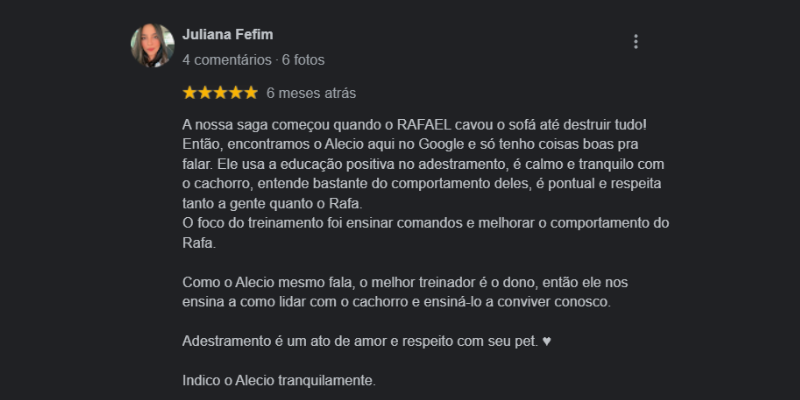 Juliana Fefim
4 comentários · 6 fotos
6 meses atrás
A nossa saga começou quando o RAFAEL cavou o sofá até destruir tudo!
Então, encontramos o Alecio aqui no Google e só tenho coisas boas pra
falar. Ele usa a educação positiva no adestramento, é calmo e tranquilo com
o cachorro, entende bastante do comportamento deles, é pontual e respeita
tanto a gente quanto o Rafa.
O foco do treinamento foi ensinar comandos e melhorar o comportamento do
Rafa.
Como o Alecio mesmo fala, o melhor treinador é o dono, então ele nos
ensina a como lidar com o cachorro e ensiná-lo a conviver conosco.
Adestramento é um ato de amor e respeito com seu pet. ♥
Indico o Alecio tranquilamente.